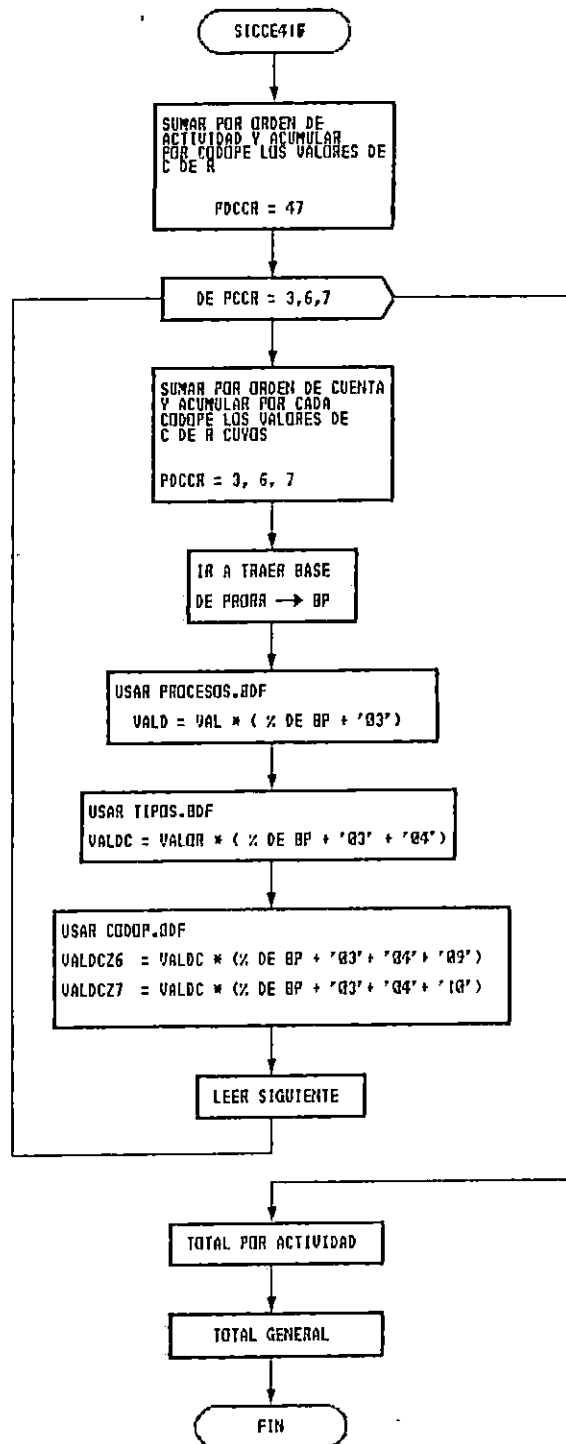 SICCE41F
SUMAR POR ORDEN DE
ACTIVIDAD Y ACUMULAR
POR CODOPE LOS VALORES DE
C DE R
PDCCR = 47
DE PCCR = 3,6,7
SUMAR POR ORDEN DE CUENTA
Y ACUMULAR POR CADA
CODOPE LOS VALORES DE
C DE R CUYOS
PDCCR = 3, 6, 7
IR A TRAER BASE
DE PRORR → BP
USAR PROCESOS.BDF
VALD = VAL * ( % DE BP + '03')
USAR TIPOS.BDF
VALDC = VALOR * ( % DE BP + '03' + '04')
USAR CODOP.BDF
VALDCZ6 = VALDC * (% DE BP + '03'+ '04'+ '09')
VALDCZ7 = VALDC * (% DE BP + '03'+ '04'+ '10')
LEER SIGUIENTE
TOTAL POR ACTIVIDAD
TOTAL GENERAL
FIN